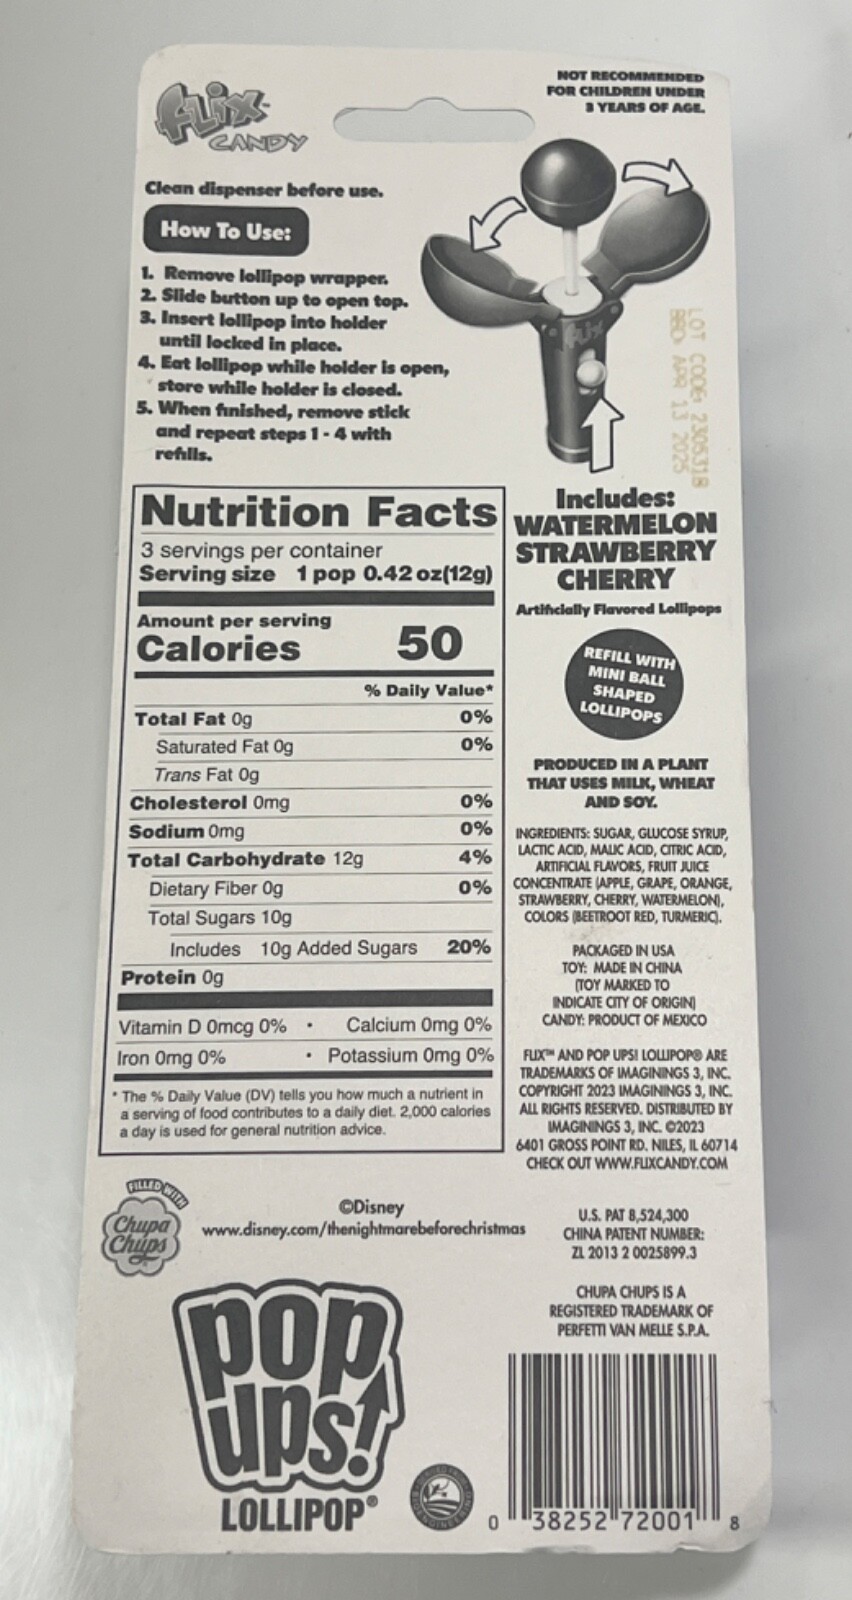 FLiX
CANDY
NOT RECOMMENDED
FOR CHILDREN UNDER
3 YEARS OF AGE.
Clean dispenser before use.
How To Use:
1. Remove lollipop wrapper.
2. Slide button up to open top.
3. Insert lollipop into holder
until locked in place.
4. Eat lollipop while holder is open,
store while holder is closed.
5. When finished, remove stick
and repeat steps 1 - 4 with
refills.
FLiX
LOT CODE 2305318
BBD APR 13 2025
Nutrition Facts
3 servings per container
Serving size 1 pop 0.42 oz(12g)
Amount per serving
Calories 50
% Daily Value*
Total Fat 0g 0%
Saturated Fat 0g 0%
Trans Fat 0g
Cholesterol 0mg 0%
Sodium 0mg 0%
Total Carbohydrate 12g 4%
Dietary Fiber 0g 0%
Total Sugars 10g
Includes 10g Added Sugars 20%
Protein 0g
Vitamin D 0mcg 0% • Calcium 0mg 0%
Iron 0mg 0% • Potassium 0mg 0%
* The % Daily Value (DV) tells you how much a nutrient in
a serving of food contributes to a daily diet. 2,000 calories
a day is used for general nutrition advice.
Includes:
WATERMELON
STRAWBERRY
CHERRY
Artificially Flavored Lollipops
REFILL WITH
MINI BALL
SHAPED
LOLLIPOPS
PRODUCED IN A PLANT
THAT USES MILK, WHEAT
AND SOY.
INGREDIENTS: SUGAR, GLUCOSE SYRUP,
LACTIC ACID, MALIC ACID, CITRIC ACID,
ARTIFICIAL FLAVORS, FRUIT JUICE
CONCENTRATE (APPLE, GRAPE, ORANGE,
STRAWBERRY, CHERRY, WATERMELON),
COLORS (BEETROOT RED, TURMERIC).
PACKAGED IN USA
TOY: MADE IN CHINA
(TOY MARKED TO
INDICATE CITY OF ORIGIN)
CANDY: PRODUCT OF MEXICO
FLIX™ AND POP UPS! LOLLIPOP® ARE
TRADEMARKS OF IMAGININGS 3, INC.
COPYRIGHT 2023 IMAGININGS 3, INC.
ALL RIGHTS RESERVED. DISTRIBUTED BY
IMAGININGS 3, INC. ©2023
6401 GROSS POINT RD. NILES, IL 60714
CHECK OUT WWW.FLIXCANDY.COM
FILLED WITH
Chupa
Chups
©Disney
www.disney.com/thenightmarebeforechristmas
U.S. PAT 8,524,300
CHINA PATENT NUMBER:
ZL 2013 2 0025899.3
CHUPA CHUPS IS A
REGISTERED TRADEMARK OF
PERFETTI VAN MELLE S.P.A.
pop
ups!
LOLLIPOP®
0 38252 72001 8